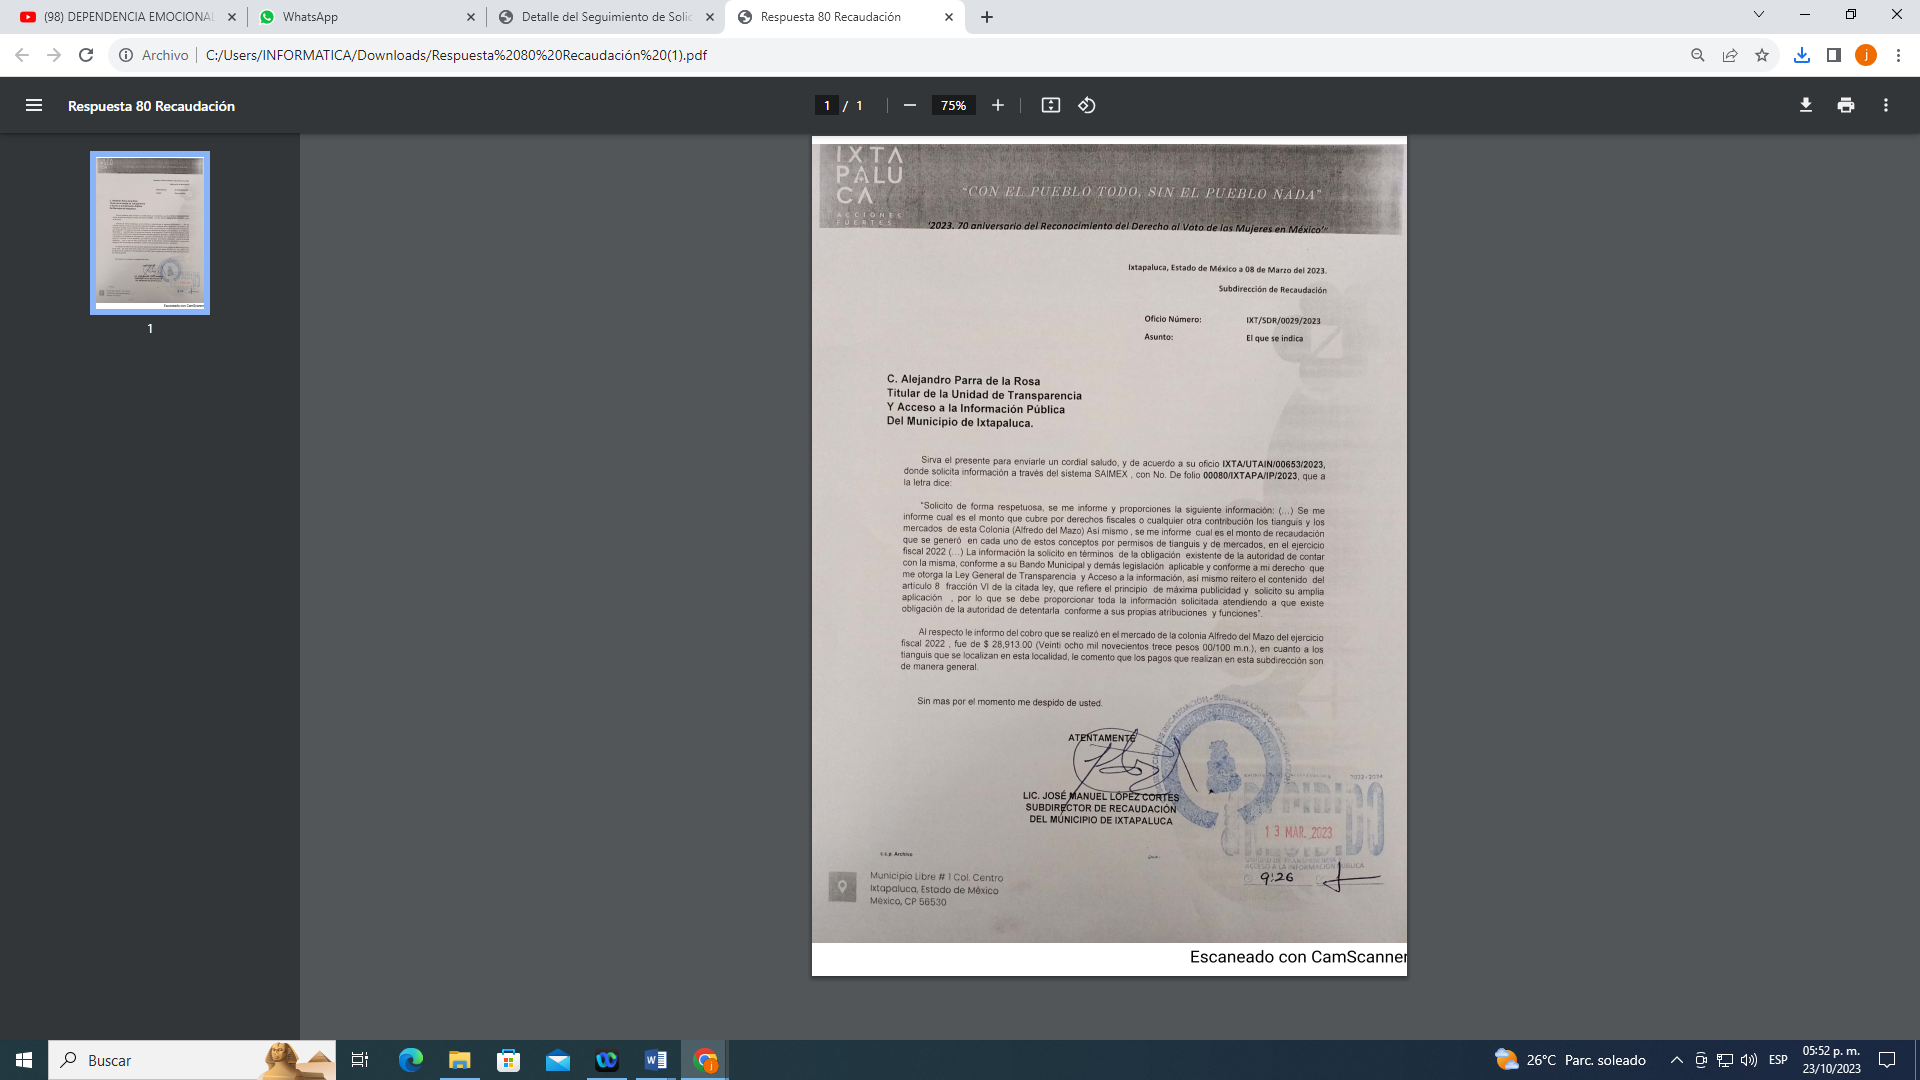 (98) DEPENDENCIA EMOCIONAL
WhatsApp
Detalle del Seguimiento de Solic
Respuesta 80 Recaudación
Archivo
C:/Users/INFORMATICA/Downloads/Respuesta%2080%20Recaudación%20(1).pdf
j
Respuesta 80 Recaudación
1 / 1
75%
1
IXTA
PALU
CA
ACCIONES
FUERTES
"CON EL PUEBLO TODO, SIN EL PUEBLO NADA"
"2023. 70 aniversario del Reconocimiento del Derecho al Voto de las Mujeres en México"
Ixtapaluca, Estado de México a 08 de Marzo del 2023.
Subdirección de Recaudación
Oficio Número: IXT/SDR/0029/2023
Asunto: El que se indica
C. Alejandro Parra de la Rosa
Titular de la Unidad de Transparencia
Y Acceso a la Información Pública
Del Municipio de Ixtapaluca.
Sirva el presente para enviarle un cordial saludo, y de acuerdo a su oficio IXTA/UTAIN/00653/2023,
donde solicita información a través del sistema SAIMEX , con No. De folio 00080/IXTAPA/IP/2023, que a
la letra dice:
"Solicito de forma respetuosa, se me informe y proporciones la siguiente información: (...) Se me
informe cual es el monto que cubre por derechos fiscales o cualquier otra contribución los tianguis y los
mercados de esta Colonia (Alfredo del Mazo) Asi mismo , se me informe cual es el monto de recaudación
que se generó en cada uno de estos conceptos por permisos de tianguis y de mercados, en el ejercicio
fiscal 2022 (...) La información la solicito en términos de la obligación existente de la autoridad de contar
con la misma, conforme a su Bando Municipal y demás legislación aplicable y conforme a mi derecho que
me otorga la Ley General de Transparencia y Acceso a la información, así mismo reitero el contenido del
artículo 8 fracción VI de la citada ley, que refiere el principio de máxima publicidad y solicito su amplia
aplicación , por lo que se debe proporcionar toda la información solicitada atendiendo a que existe
obligación de la autoridad de detentarla conforme a sus propias atribuciones y funciones".
Al respecto le informo del cobro que se realizó en el mercado de la colonia Alfredo del Mazo del ejercicio
fiscal 2022 , fue de $ 28,913.00 (Veinti ocho mil novecientos trece pesos 00/100 m.n.), en cuanto a los
tianguis que se localizan en esta localidad, le comento que los pagos que realizan en esta subdirección son
de manera general.
Sin mas por el momento me despido de usted.
ATENTAMENTE
LIC. JOSÉ MANUEL LÓPEZ CORTES
SUBDIRECTOR DE RECAUDACIÓN
DEL MUNICIPIO DE IXTAPALUCA
2022-2024
RECIBIDO
13 MAR. 2023
UNIDAD DE TRANSPARENCIA
ACCESO A LA INFORMACIÓN PÚBLICA
9:26
c.c.p. Archivo
Municipio Libre # 1 Col. Centro
Ixtapaluca, Estado de México
México, CP 56530
Escaneado con CamScanner
Buscar
26°C Parc. soleado
ESP
05:52 p. m.
23/10/2023